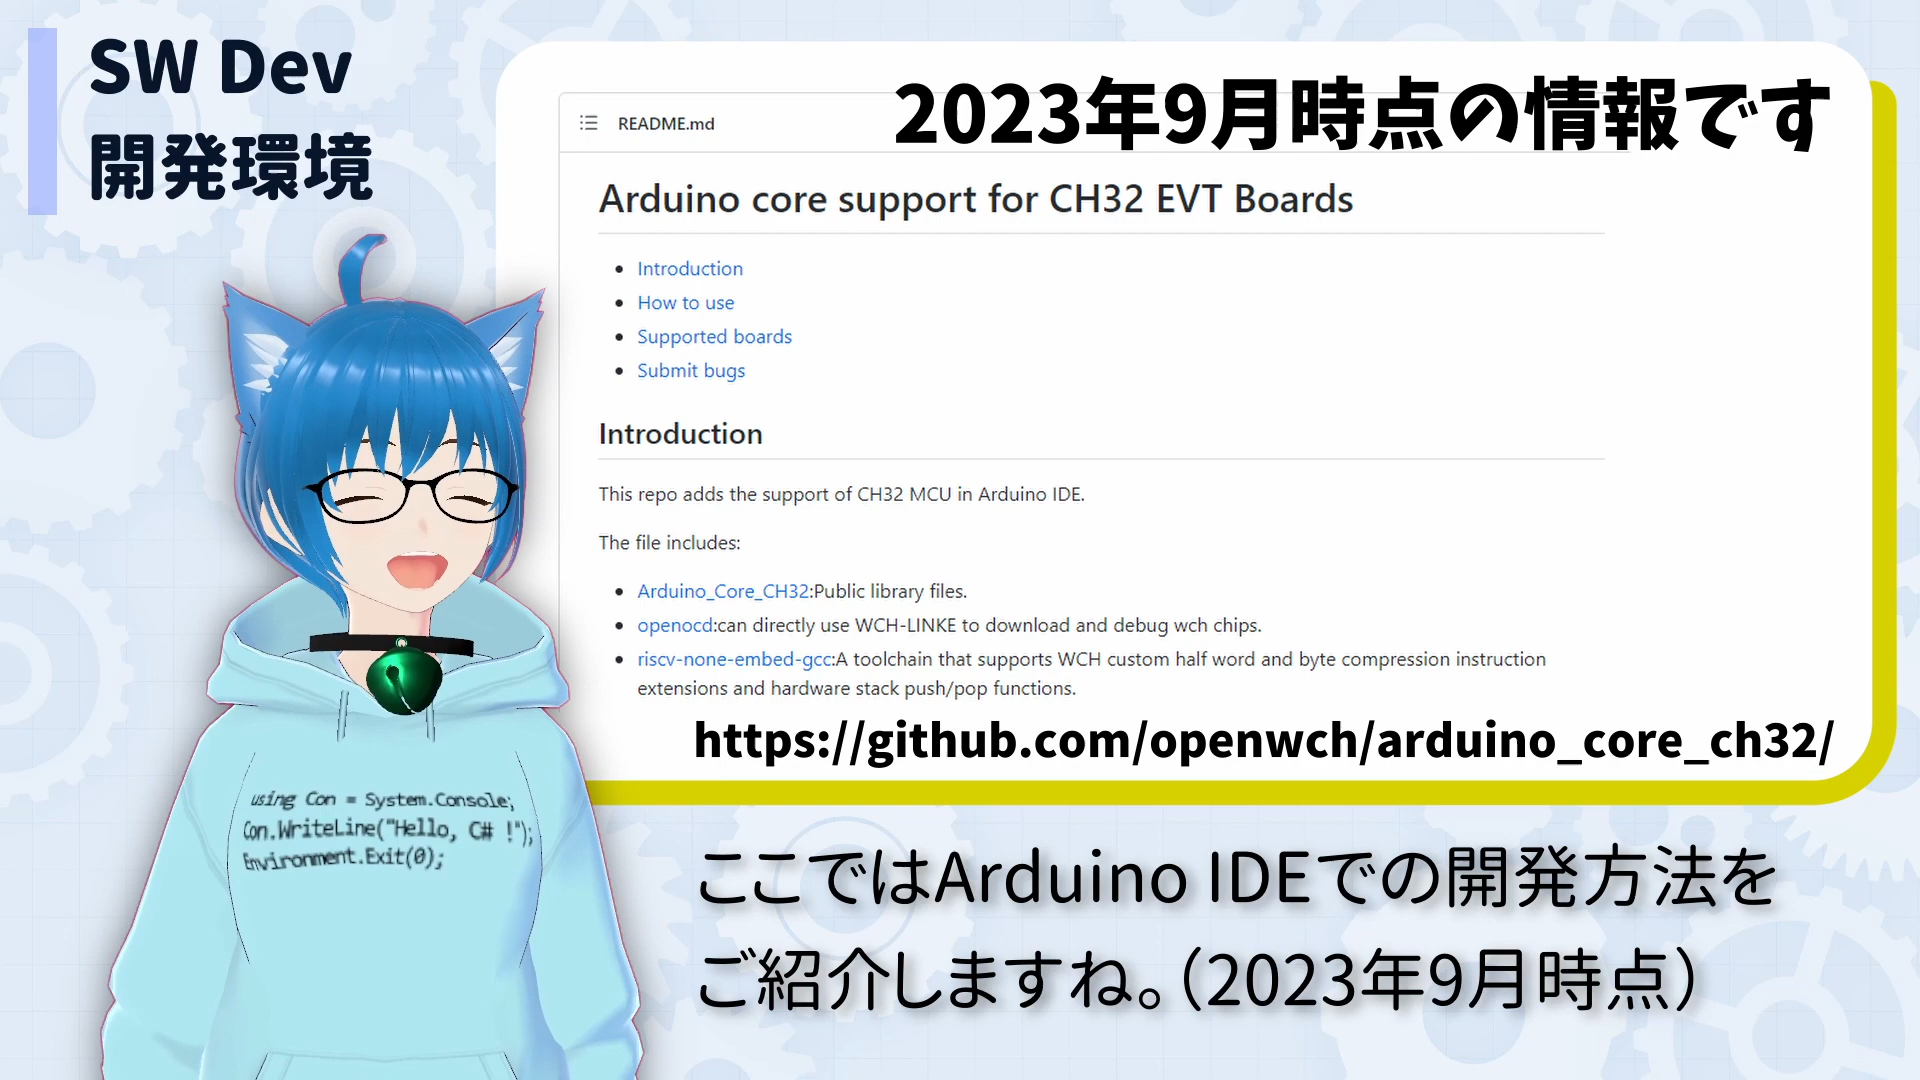 SW Dev
開発環境
2023年9月時点の情報です
README.md
Arduino core support for CH32 EVT Boards
Introduction
How to use
Supported boards
Submit bugs
Introduction
This repo adds the support of CH32 MCU in Arduino IDE.
The file includes:
Arduino_Core_CH32:Public library files.
openocd:can directly use WCH-LINKE to download and debug wch chips.
riscv-none-embed-gcc:A toolchain that supports WCH custom half word and byte compression instruction
extensions and hardware stack push/pop functions.
https://github.com/openwch/arduino_core_ch32/
using Con = System.Console;
Con.WriteLine("Hello, C# !");
Environment.Exit(0);
ここではArduino IDEでの開発方法を
ご紹介しますね。（2023年9月時点）